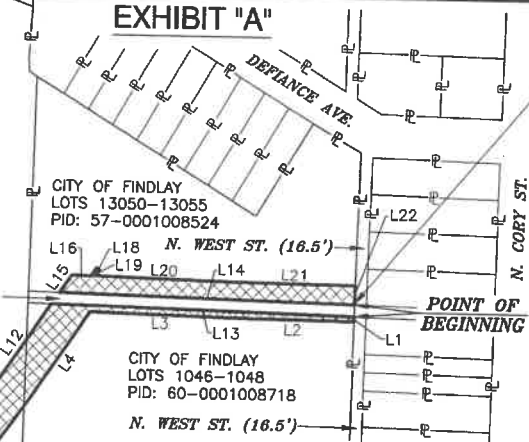 EXHIBIT "A"
DEFIANCE AVE.
CITY OF FINDLAY
LOTS 13050-13055
PID: 57-0001008524
N. CORY ST.
L22
N. WEST ST. (16.5')
L16
L18
L19
L20
L14
L21
L15
POINT OF
BEGINNING
L12
L4
L3
L13
L2
L1
CITY OF FINDLAY
LOTS 1046-1048
PID: 60-0001008718
N. WEST ST. (16.5')